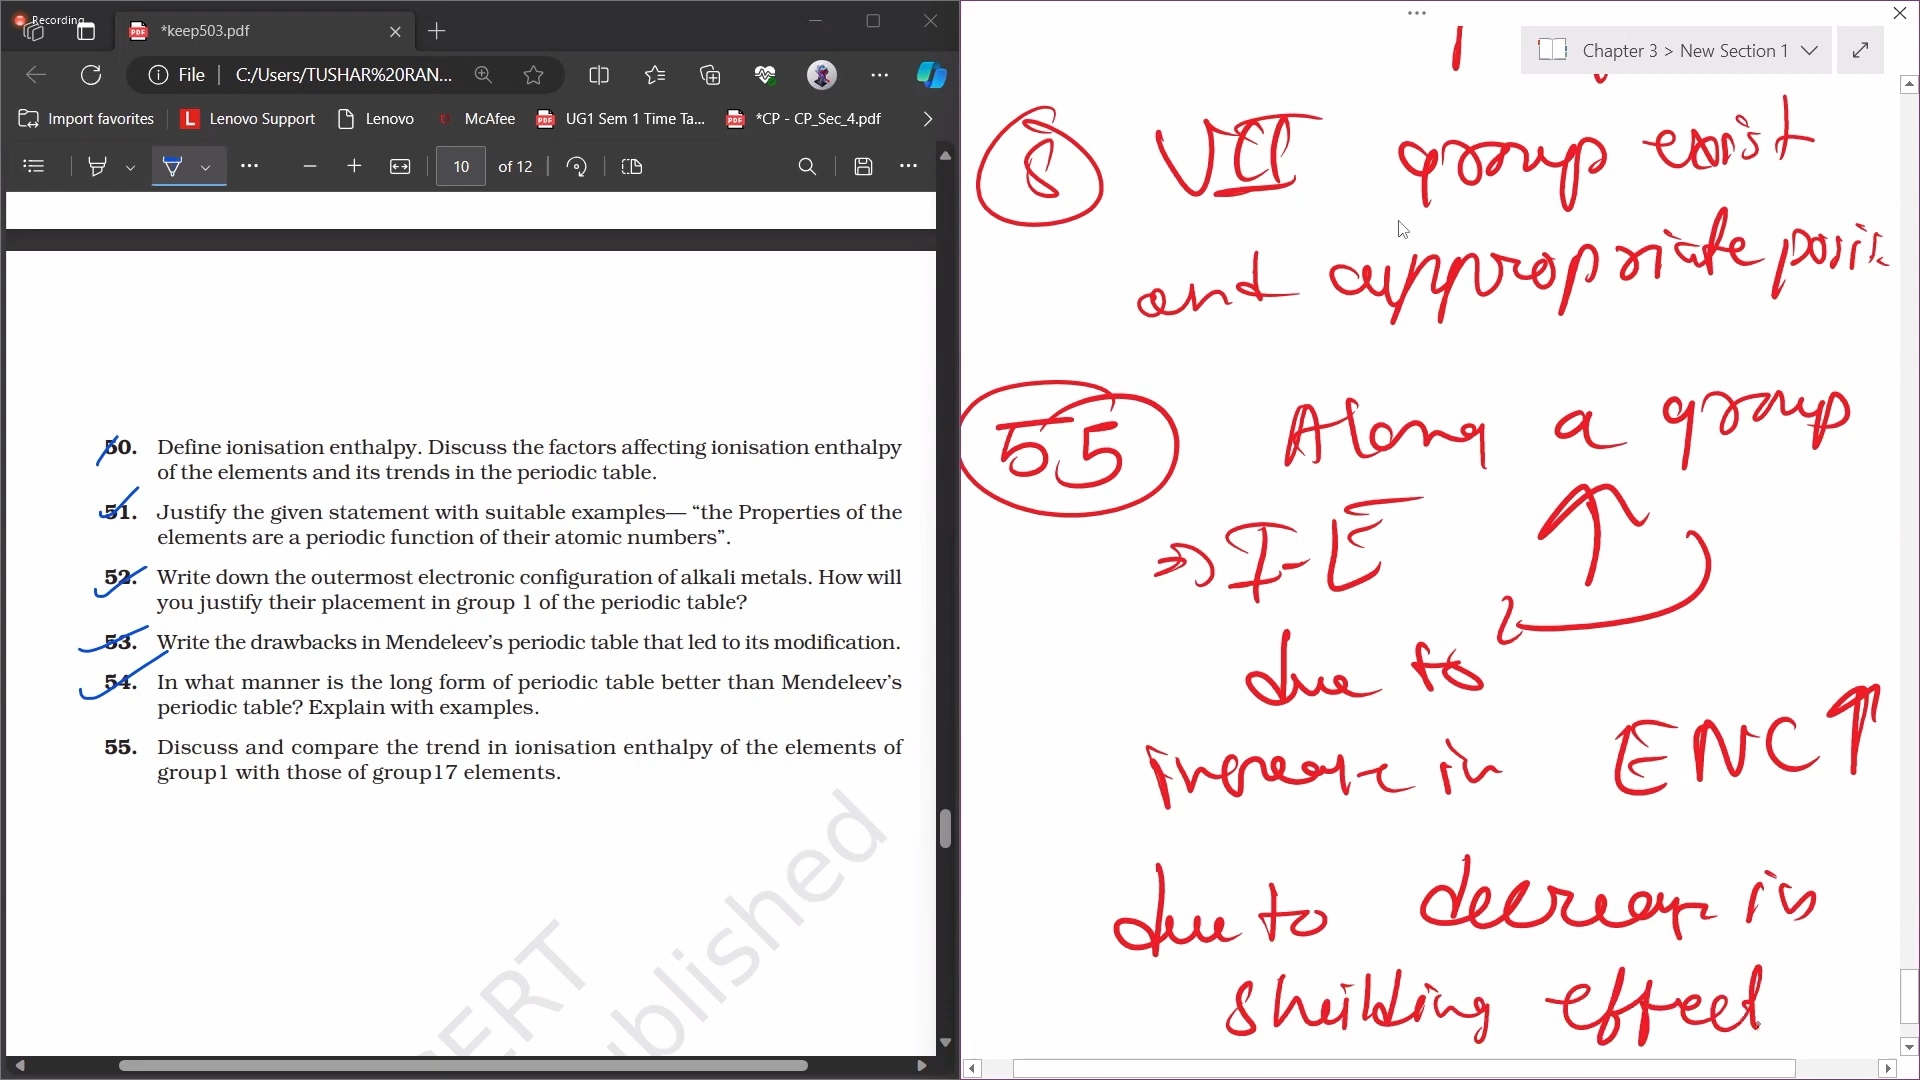 Recording
*keep503.pdf
File
C:/Users/TUSHAR%20RAN...
Import favorites
Lenovo Support
Lenovo
McAfee
UG1 Sem 1 Time Ta...
*CP - CP_Sec_4.pdf
10 of 12
50. Define ionisation enthalpy. Discuss the factors affecting ionisation enthalpy
of the elements and its trends in the periodic table.
51. Justify the given statement with suitable examples— “the Properties of the
elements are a periodic function of their atomic numbers”.
52. Write down the outermost electronic configuration of alkali metals. How will
you justify their placement in group 1 of the periodic table?
53. Write the drawbacks in Mendeleev’s periodic table that led to its modification.
54. In what manner is the long form of periodic table better than Mendeleev’s
periodic table? Explain with examples.
55. Discuss and compare the trend in ionisation enthalpy of the elements of
group1 with those of group17 elements.
ublished
Chapter 3 > New Section 1
8 group exist
and appropriate
55 Along a group
⇒ I-E ↑
due to
increase in ENC↑
due to decrease in
sheilding effect